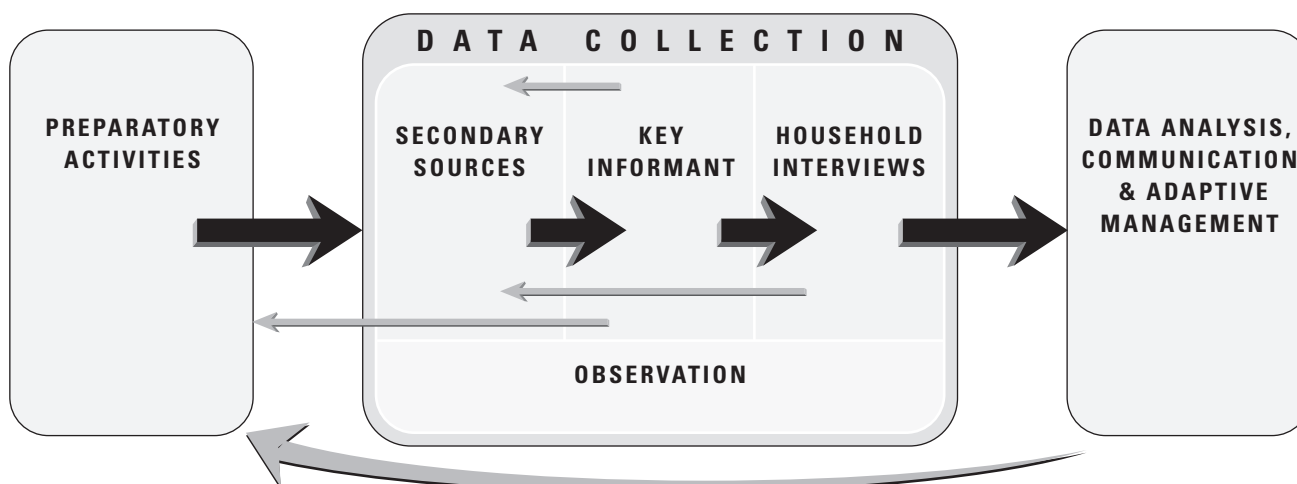 DATA COLLECTION
PREPARATORY
ACTIVITIES
SECONDARY
SOURCES
KEY
INFORMANT
HOUSEHOLD
INTERVIEWS
OBSERVATION
DATA ANALYSIS,
COMMUNICATION
& ADAPTIVE
MANAGEMENT